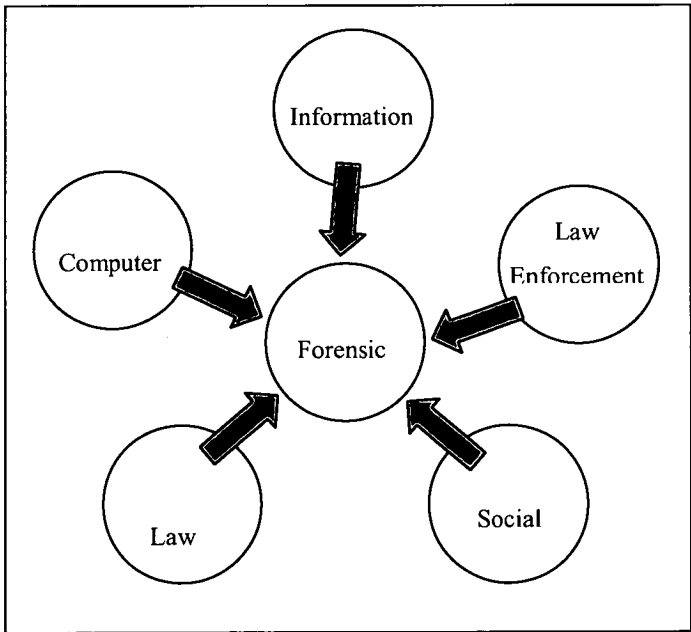 Information
Computer
Law
Enforcement
Forensic
Law
Social